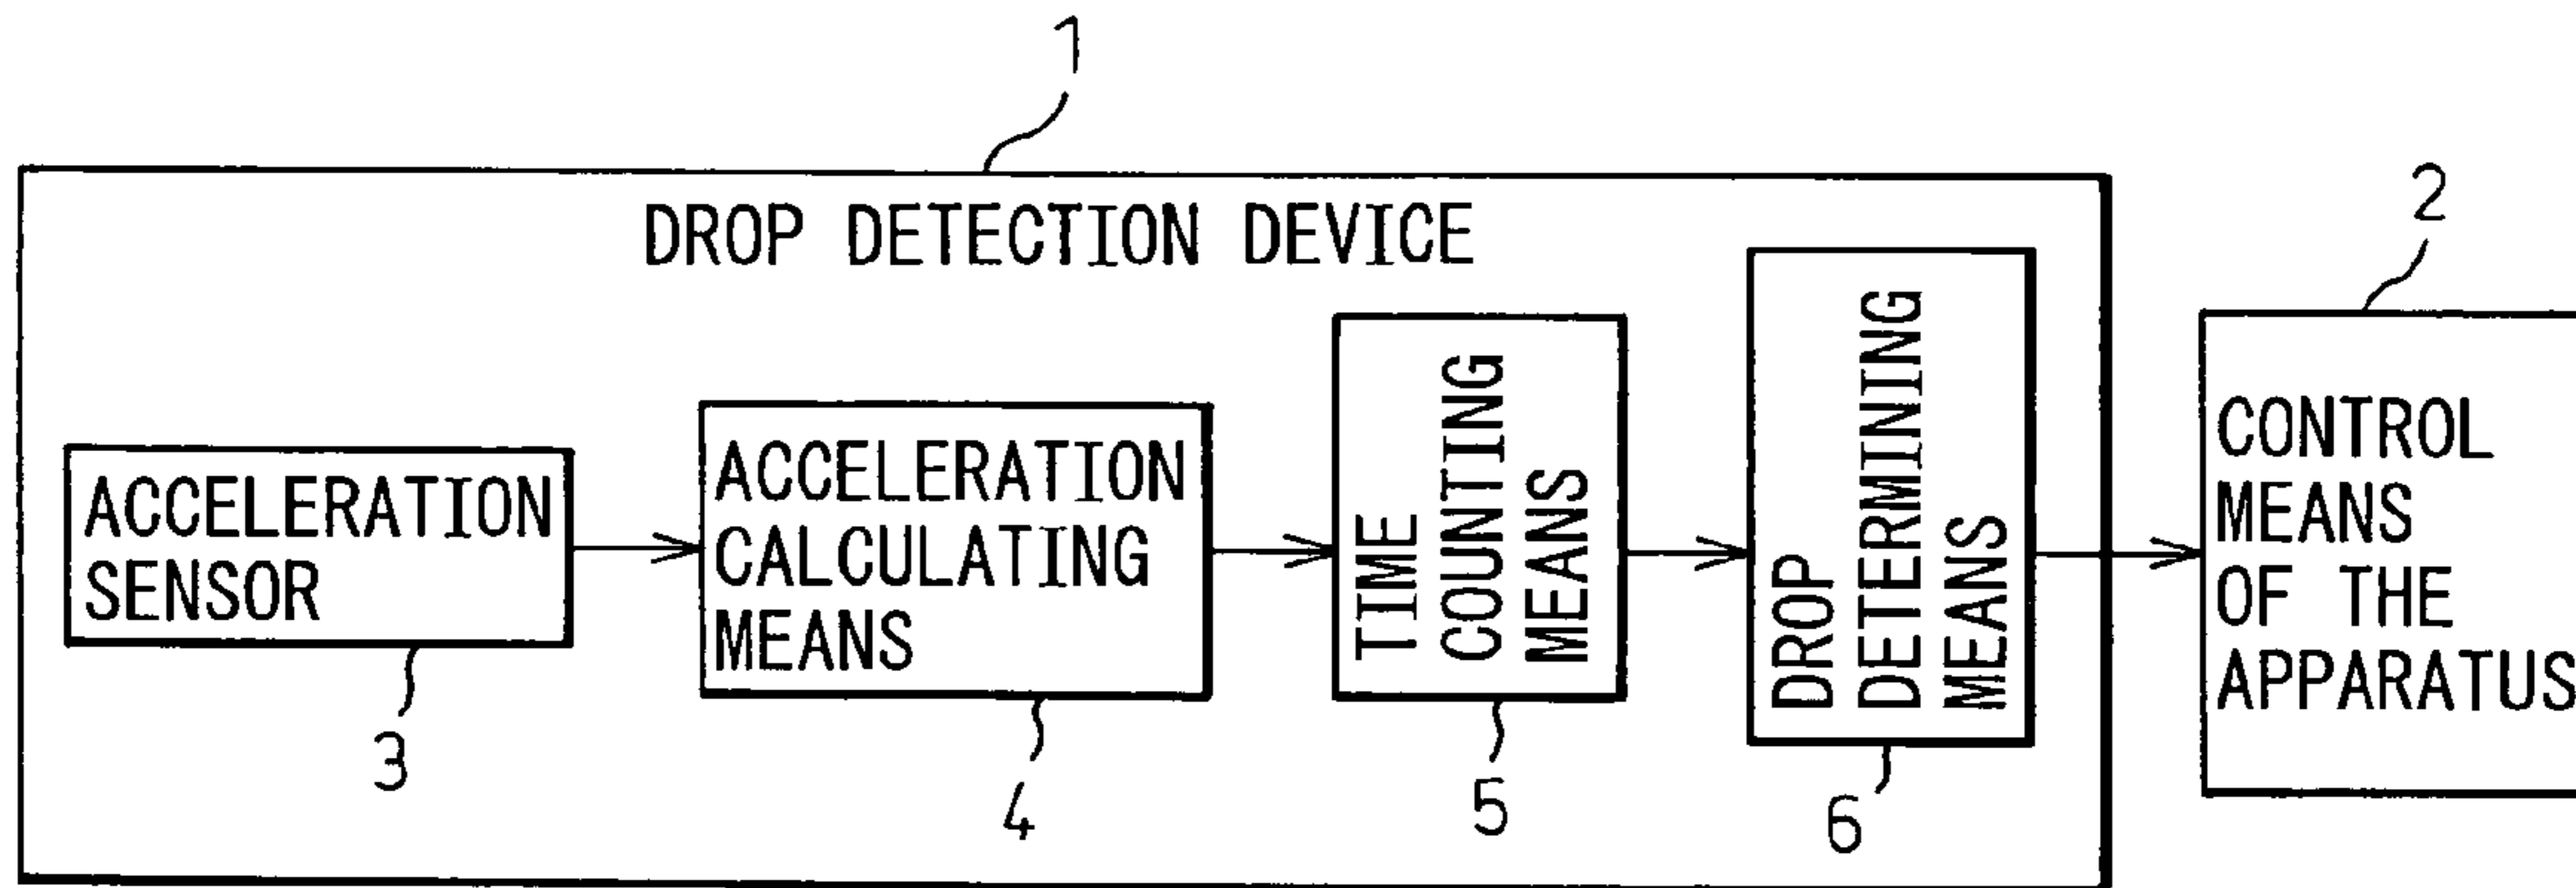 1
DROP DETECTION DEVICE
2
ACCELERATION
SENSOR
3
ACCELERATION
CALCULATING
MEANS
4
TIME
COUNTING
MEANS
5
DROP
DETERMINING
MEANS
6
CONTROL
MEANS
OF THE
APPARATUS